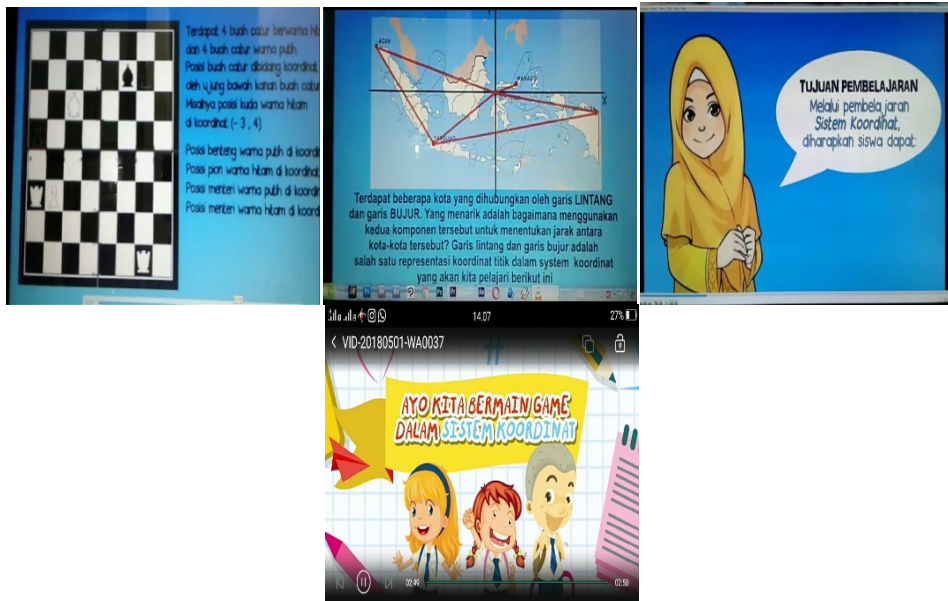 Terdapat 4 buah catur berwarna
dan 4 buah catur warna putih
Posisi buah catur dibidang koordinat
oleh ujung bawah kanan buah catur
Misalnya posisi kuda warna hitam
di koordinat (- 3 , 4)
Posisi benteng warna putih di
Posisi pion warna hitam di koordinat
Posisi menteri warna putih di
Posisi menteri warna hitam di
ACEH
MANADO
X
Terdapat beberapa kota yang dihubungkan oleh garis LINTANG
dan garis BUJUR. Yang menarik adalah bagaimana menggunakan
kedua komponen tersebut untuk menentukan jarak antara
kota-kota tersebut? Garis lintang dan garis bujur adalah
salah satu representasi koordinat titik dalam system koordinat
yang akan kita pelajari berikut ini
TUJUAN PEMBELAJARAN
Melalui pembelajaran
Sistem Koordinat,
diharapkan siswa dapat:
14.07
27%
< VID-20180501-WA0037
AYO KITA BERMAIN GAME
DALAM SISTEM KOORDINAT
02:49
02:50